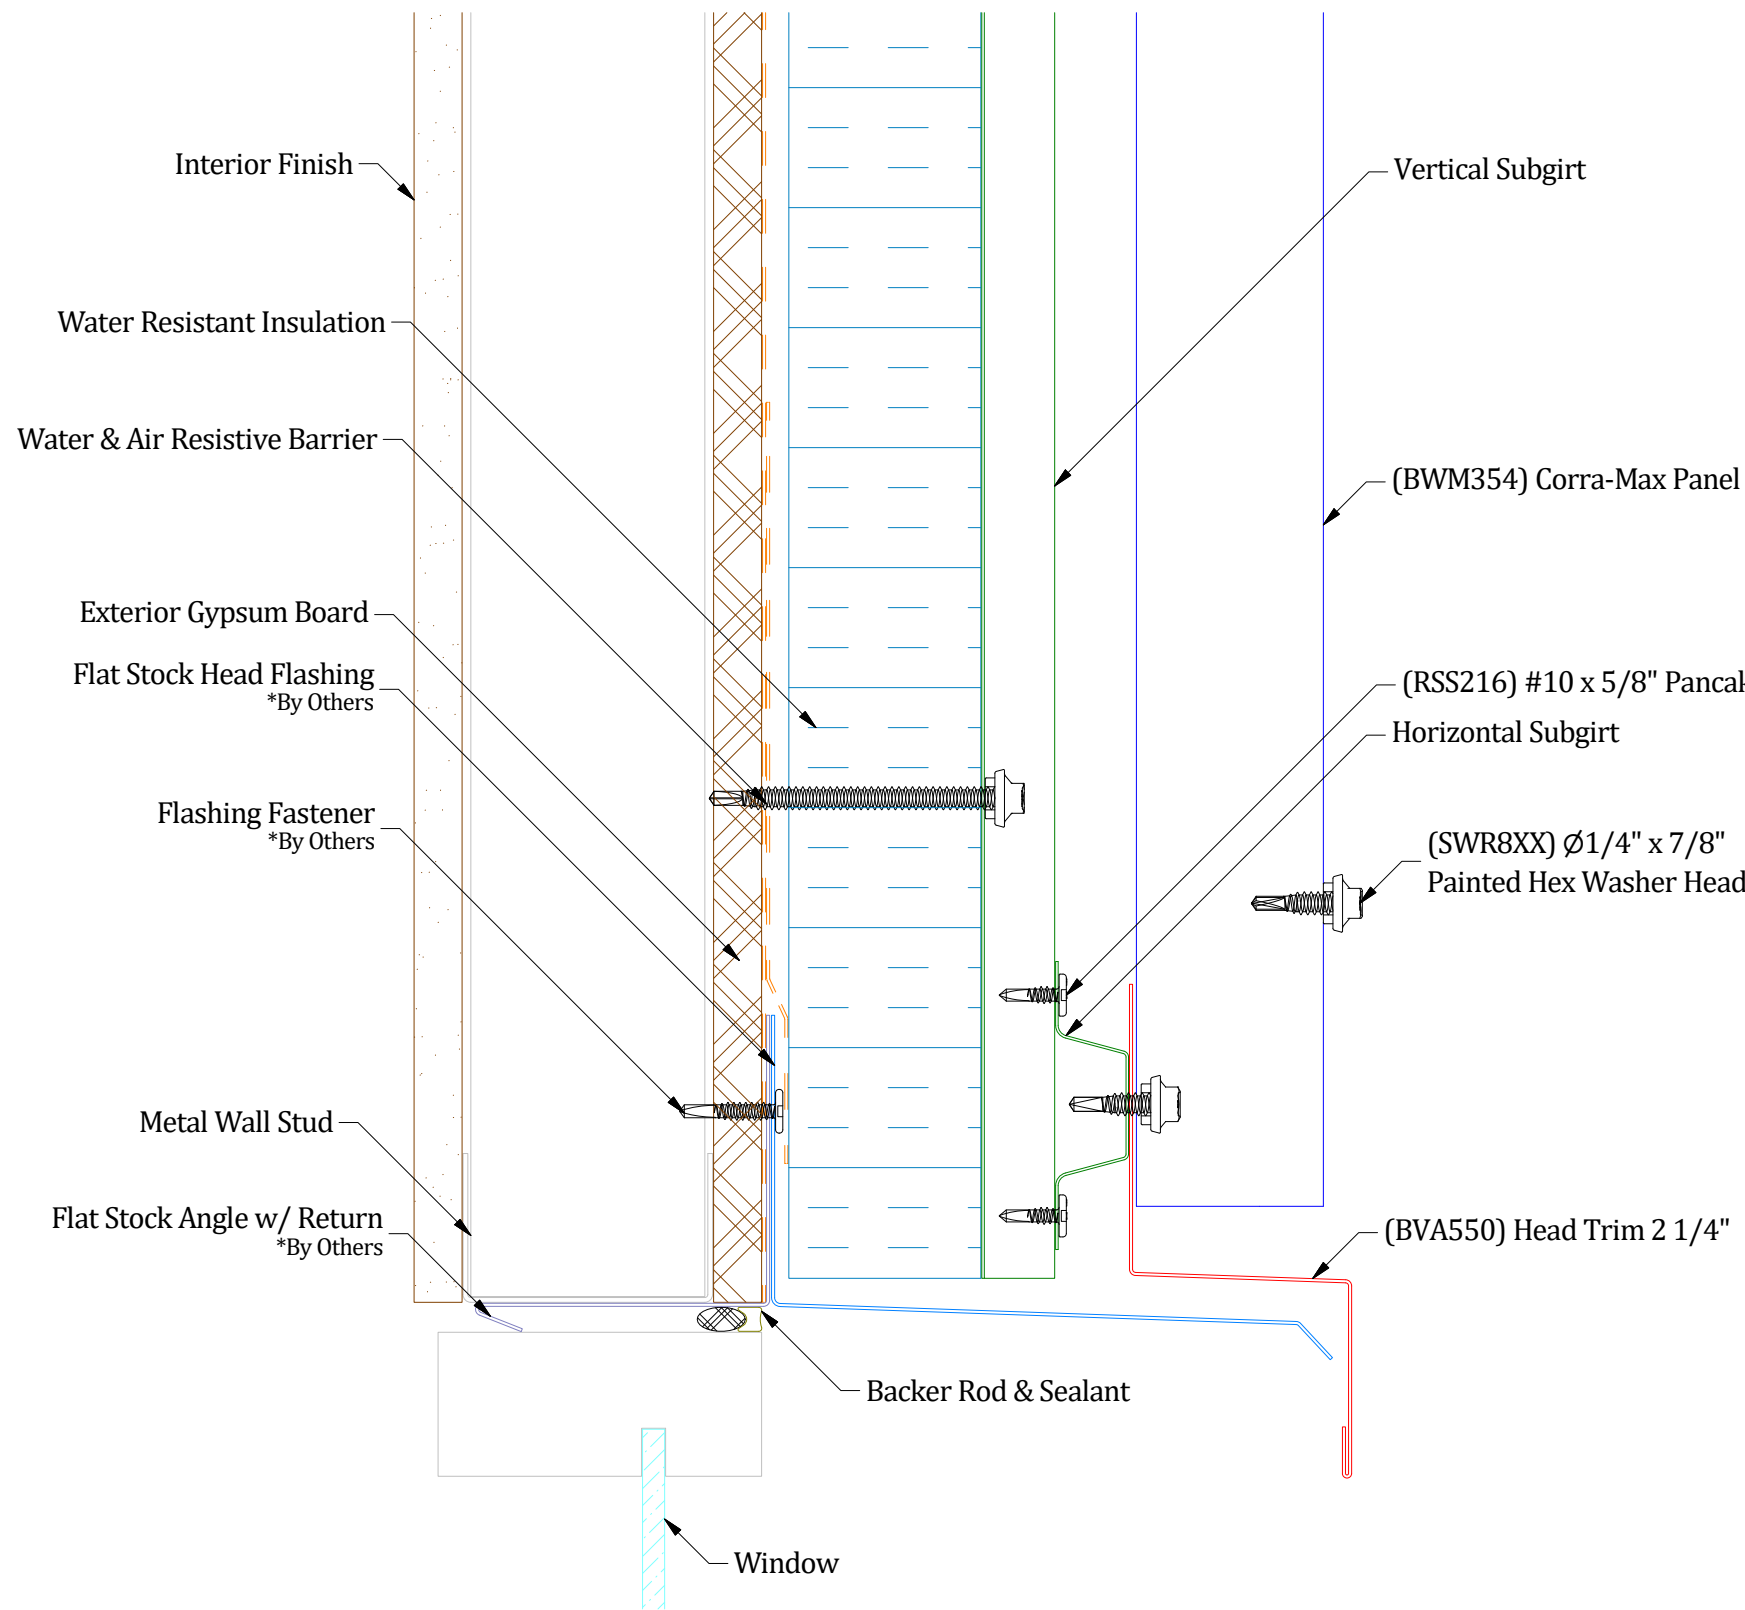 Interior Finish
Vertical Subgirt
Water Resistant Insulation
Water & Air Resistive Barrier
(BWM354) Corra-Max Panel
Exterior Gypsum Board
Flat Stock Head Flashing
*By Others
(RSS216) #10 x 5/8"
Horizontal Subgirt
Flashing Fastener
*By Others
(SWR8XX) Ø1/4" x 7/8"
Painted Hex Washer Head
Metal Wall Stud
Flat Stock Angle w/ Return
*By Others
(BVA550) Head Trim 2 1/4"
Backer Rod & Sealant
Window